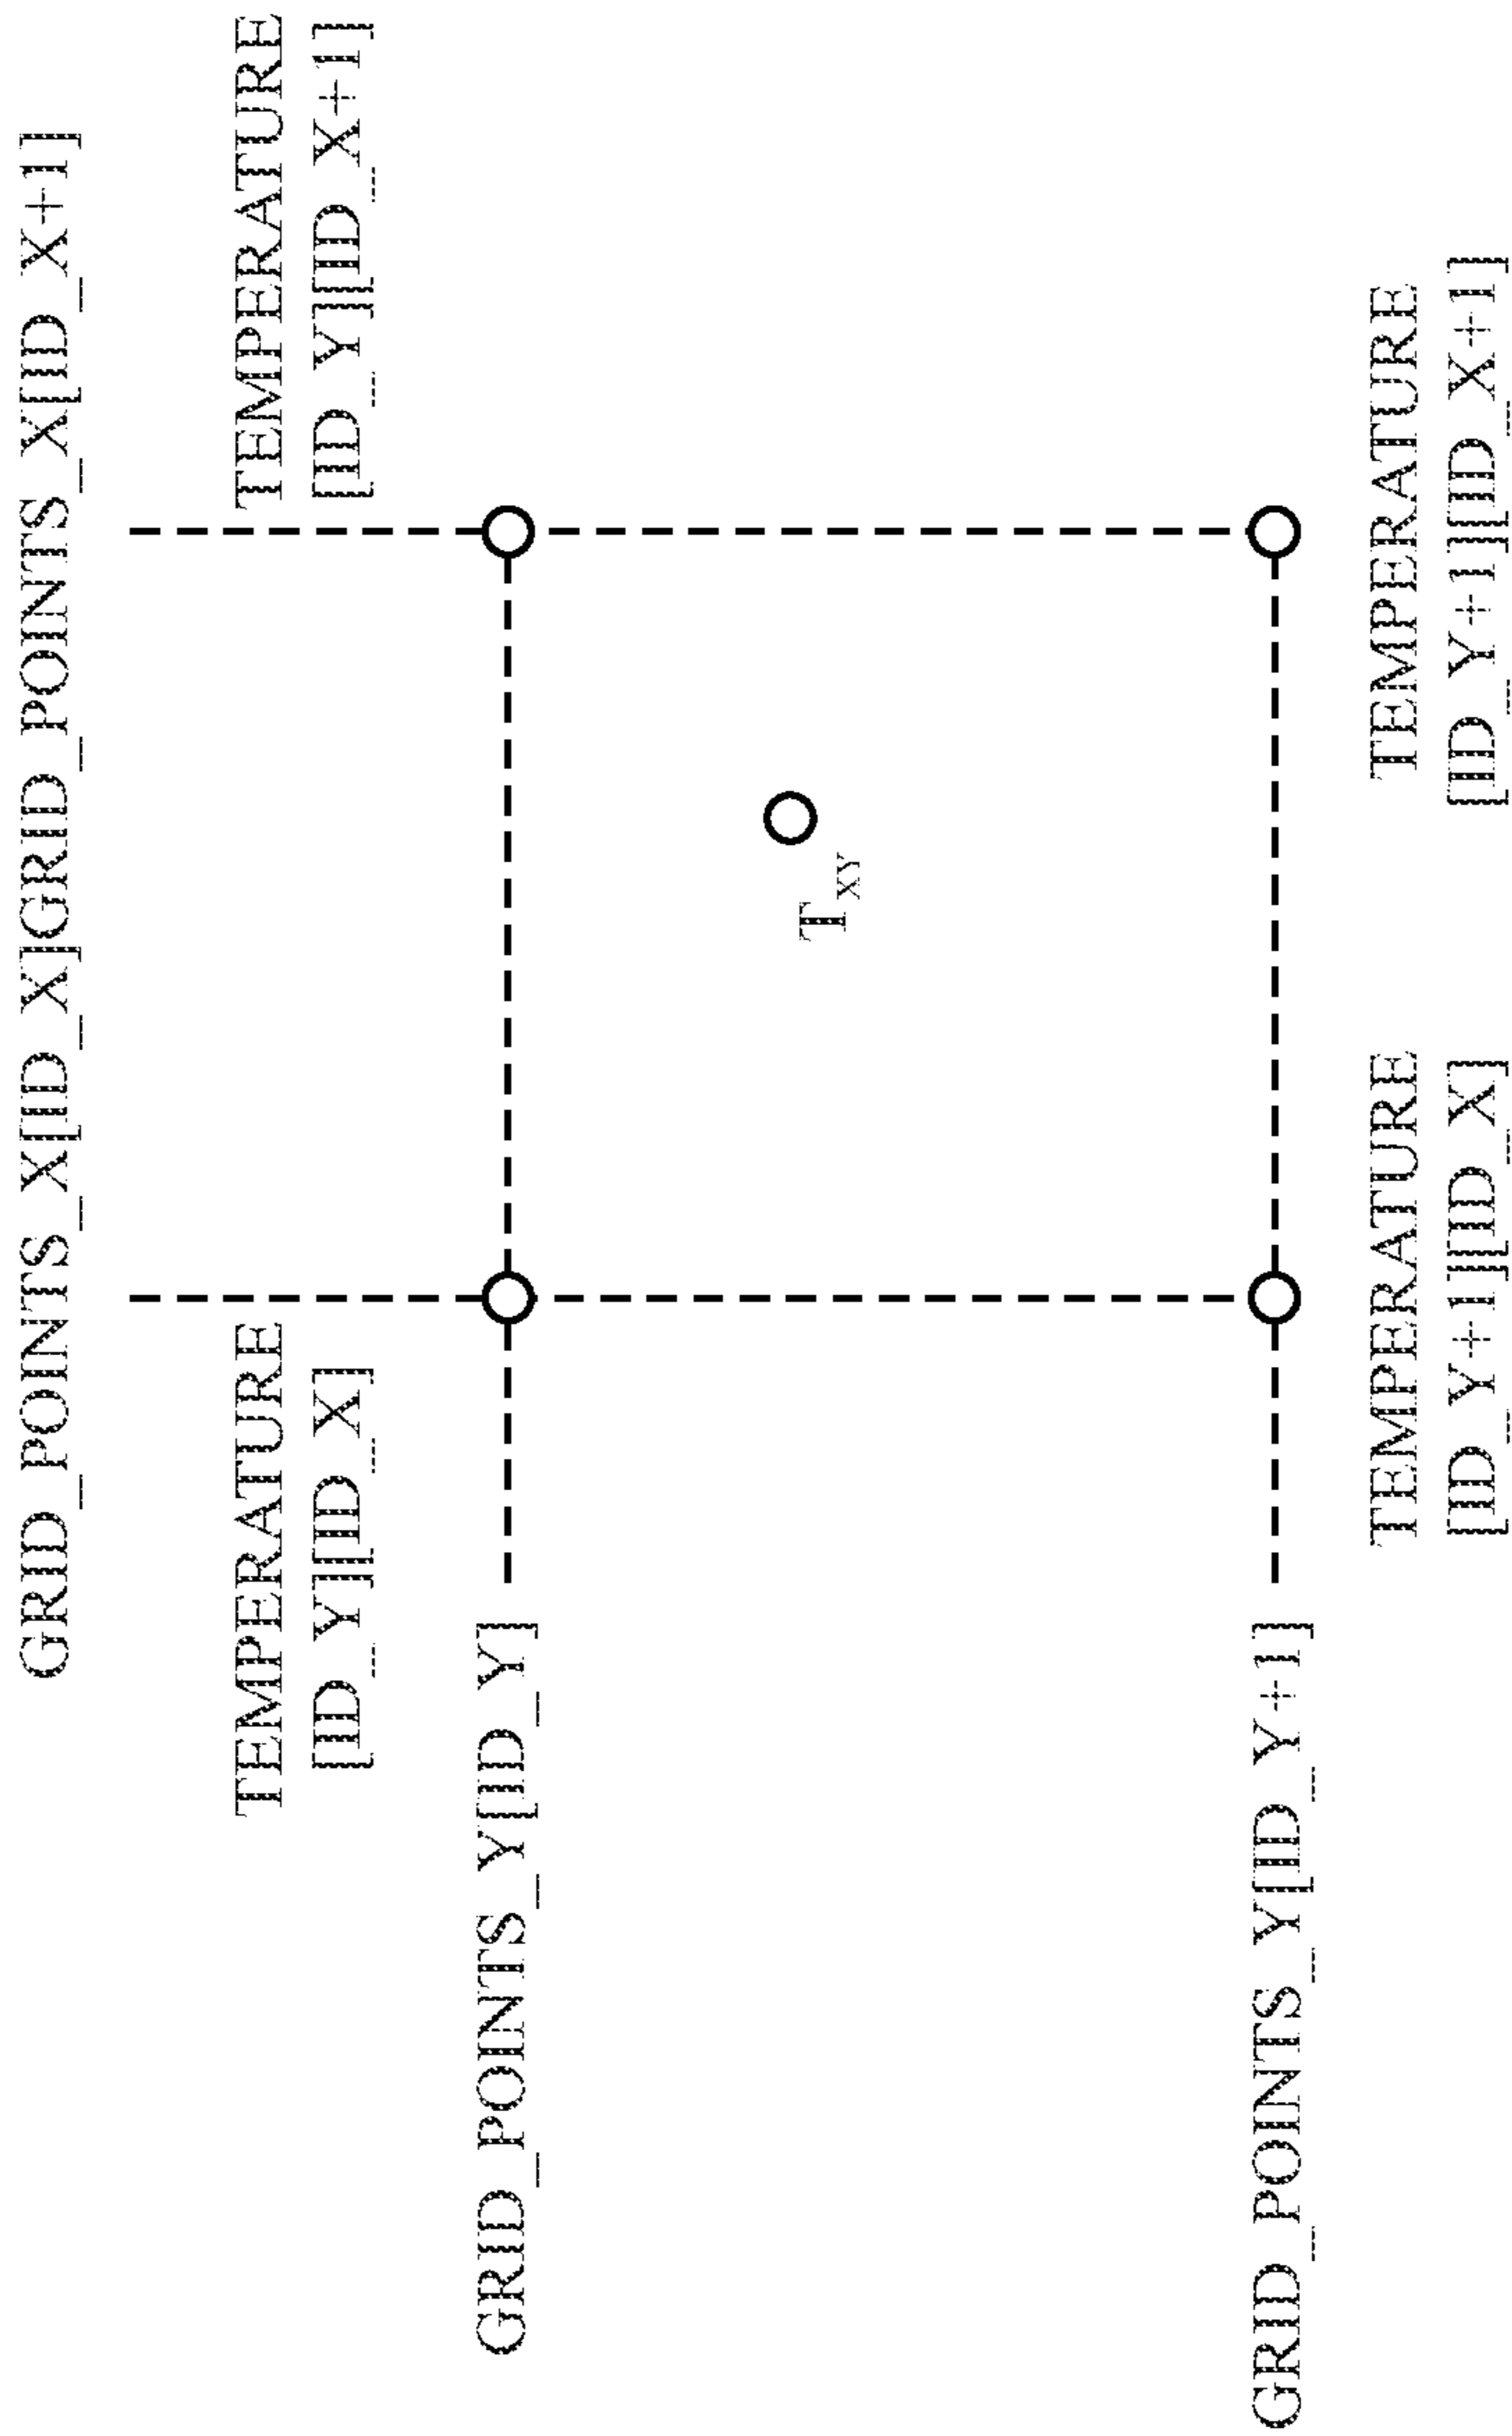 GRID_POINTS_X[ID_X]GRID_POINTS_X[ID_X+1]
TEMPERATURE
[ID_Y][ID_X]
TEMPERATURE
[ID_Y][ID_X+1]
GRID_POINTS_Y[ID_Y]
T_XY
GRID_POINTS_Y[ID_Y+1]
TEMPERATURE
[ID_Y+1][ID_X]
TEMPERATURE
[ID_Y+1][ID_X+1]